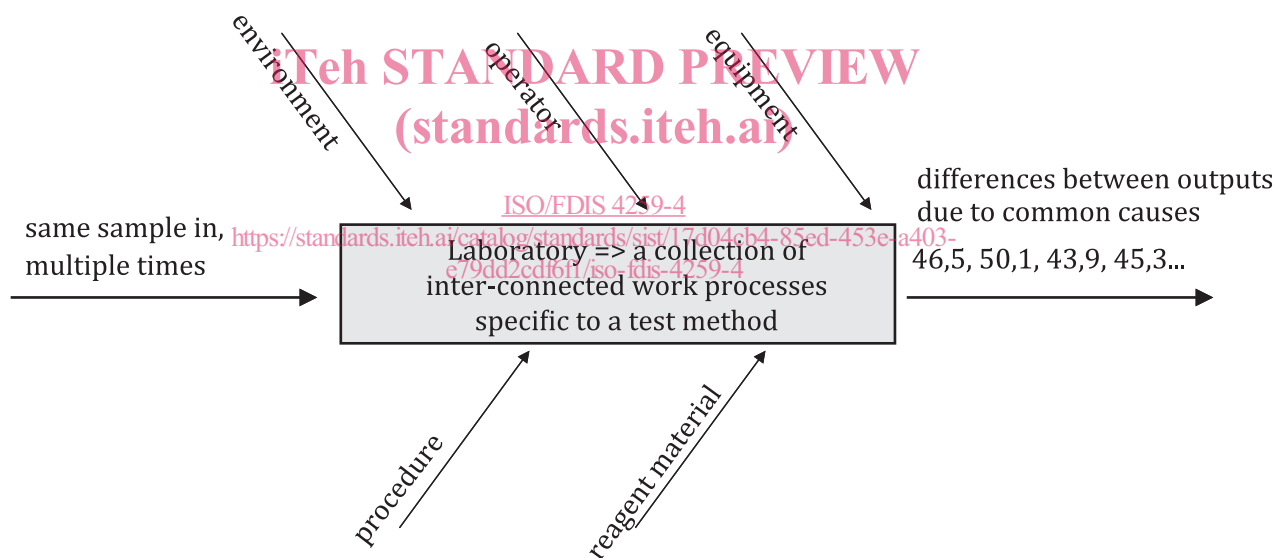 environment
operator
equipment
iTeh STANDARD PREVIEW
(standards.iteh.ai)
differences between outputs
due to common causes
46,5, 50,1, 43,9, 45,3...
same sample in,
multiple times
ISO/FDIS 4259-4
https://standards.iteh.ai/catalog/standards/sist/17d04cb4-85ed-453e-a403-
e79dd2cdf6f1/iso-fdis-4259-4
Laboratory => a collection of
inter-connected work processes
specific to a test method
procedure
reagent material